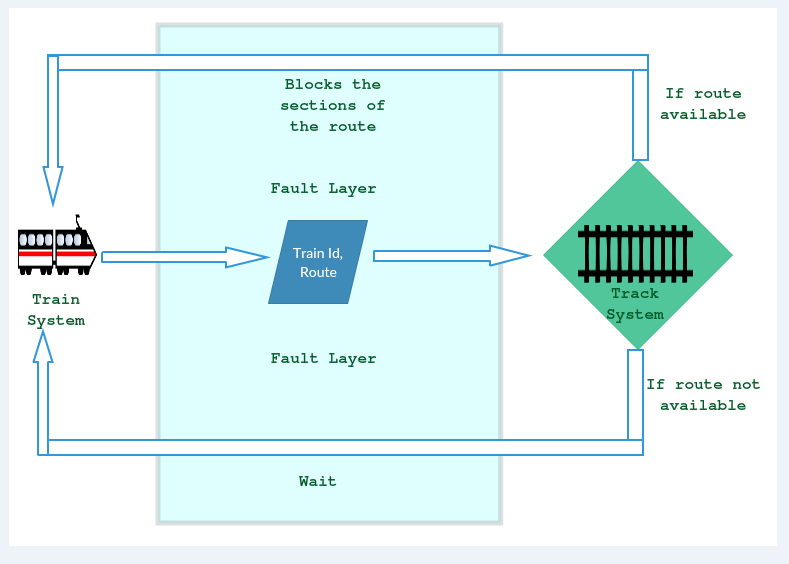 Blocks the
sections of
the route
If route
available
Fault Layer
Train Id,
Route
Train
System
Track
System
Fault Layer
If route not
available
Wait